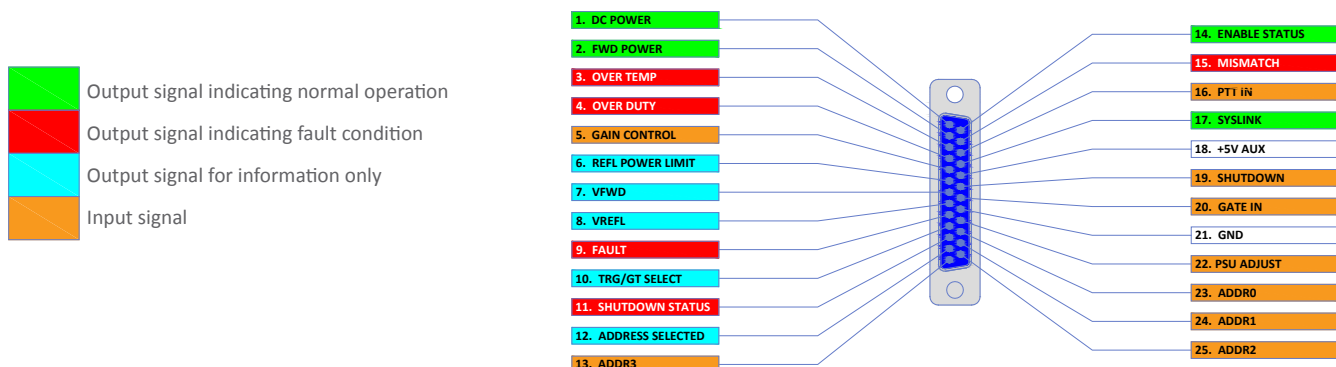 Output signal indicating normal operation
Output signal indicating fault condition
Output signal for information only
Input signal
1. DC POWER
2. FWD POWER
3. OVER TEMP
4. OVER DUTY
5. GAIN CONTROL
6. REFL POWER LIMIT
7. VFWD
8. VREFL
9. FAULT
10. TRG/GT SELECT
11. SHUTDOWN STATUS
12. ADDRESS SELECTED
13. ADDR3
14. ENABLE STATUS
15. MISMATCH
16. PTT IN
17. SYSLINK
18. +5V AUX
19. SHUTDOWN
20. GATE IN
21. GND
22. PSU ADJUST
23. ADDR0
24. ADDR1
25. ADDR2